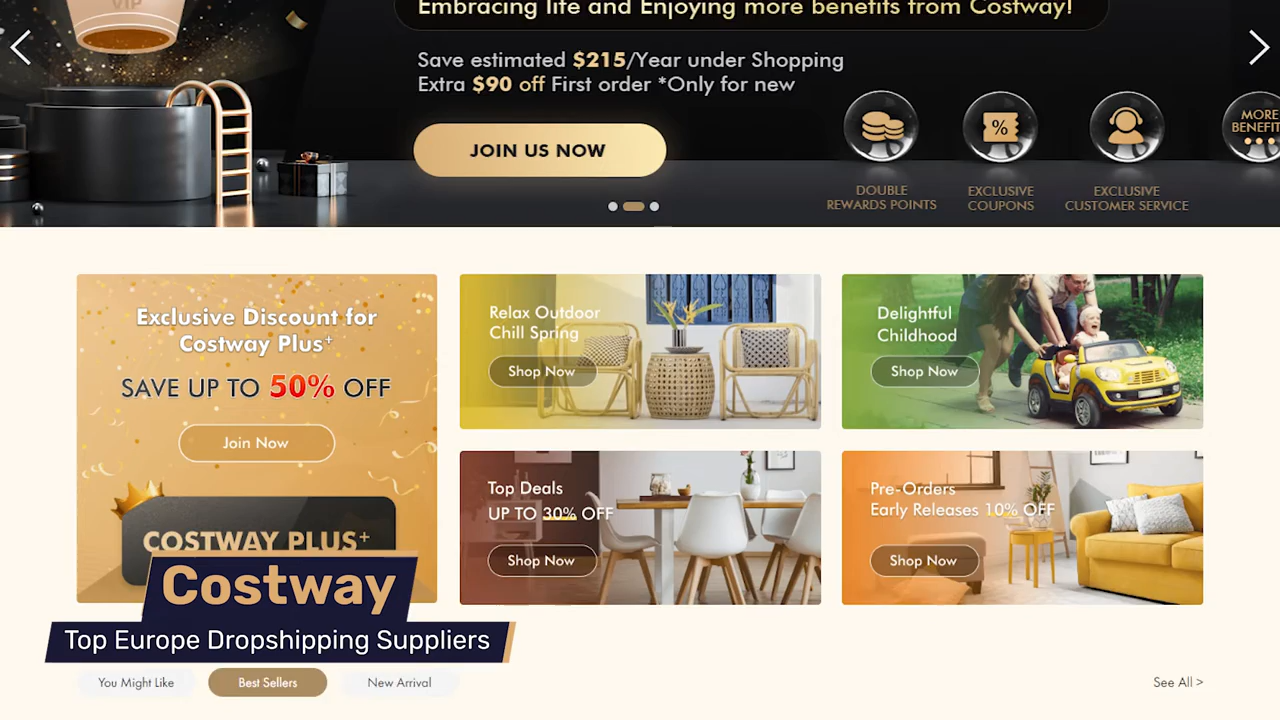 VIP
Embracing life and Enjoying more benefits from Costway!
Save estimated $215/Year under Shopping
Extra $90 off First order *Only for new
JOIN US NOW
%
MORE
BENEFIT
DOUBLE
REWARDS POINTS
EXCLUSIVE
COUPONS
EXCLUSIVE
CUSTOMER SERVICE
Exclusive Discount for
Costway Plus+
SAVE UP TO 50% OFF
Join Now
COSTWAY PLUS+
Relax Outdoor
Chill Spring
Shop Now
Delightful
Childhood
Shop Now
Top Deals
UP TO 30% OFF
Shop Now
Pre-Orders
Early Releases 10% OFF
Shop Now
Costway
Top Europe Dropshipping Suppliers
You Might Like
Best Sellers
New Arrival
See All >